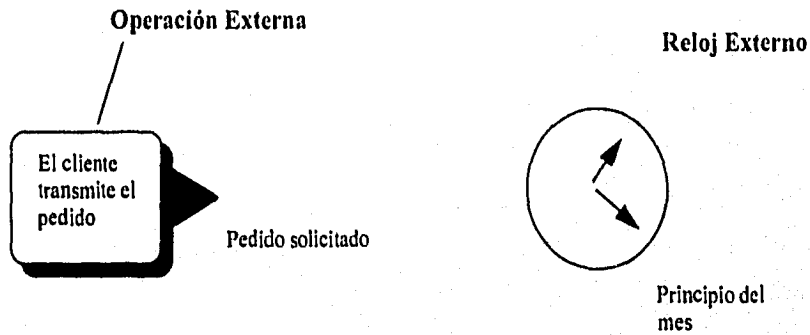 Operación Externa
Reloj Externo
El cliente
transmite el
pedido
Pedido solicitado
Principio del
mes